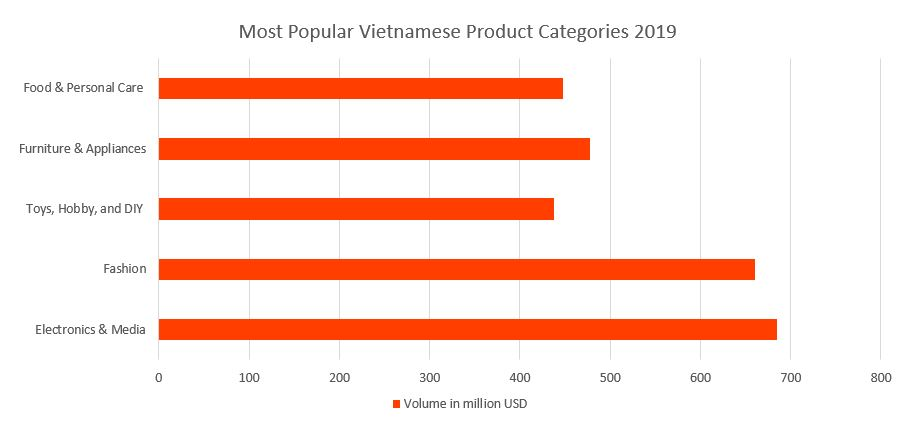 Most Popular Vietnamese Product Categories 2019
Food & Personal Care
Furniture & Appliances
Toys, Hobby, and DIY
Fashion
Electronics & Media
0 100 200 300 400 500 600 700 800
Volume in million USD